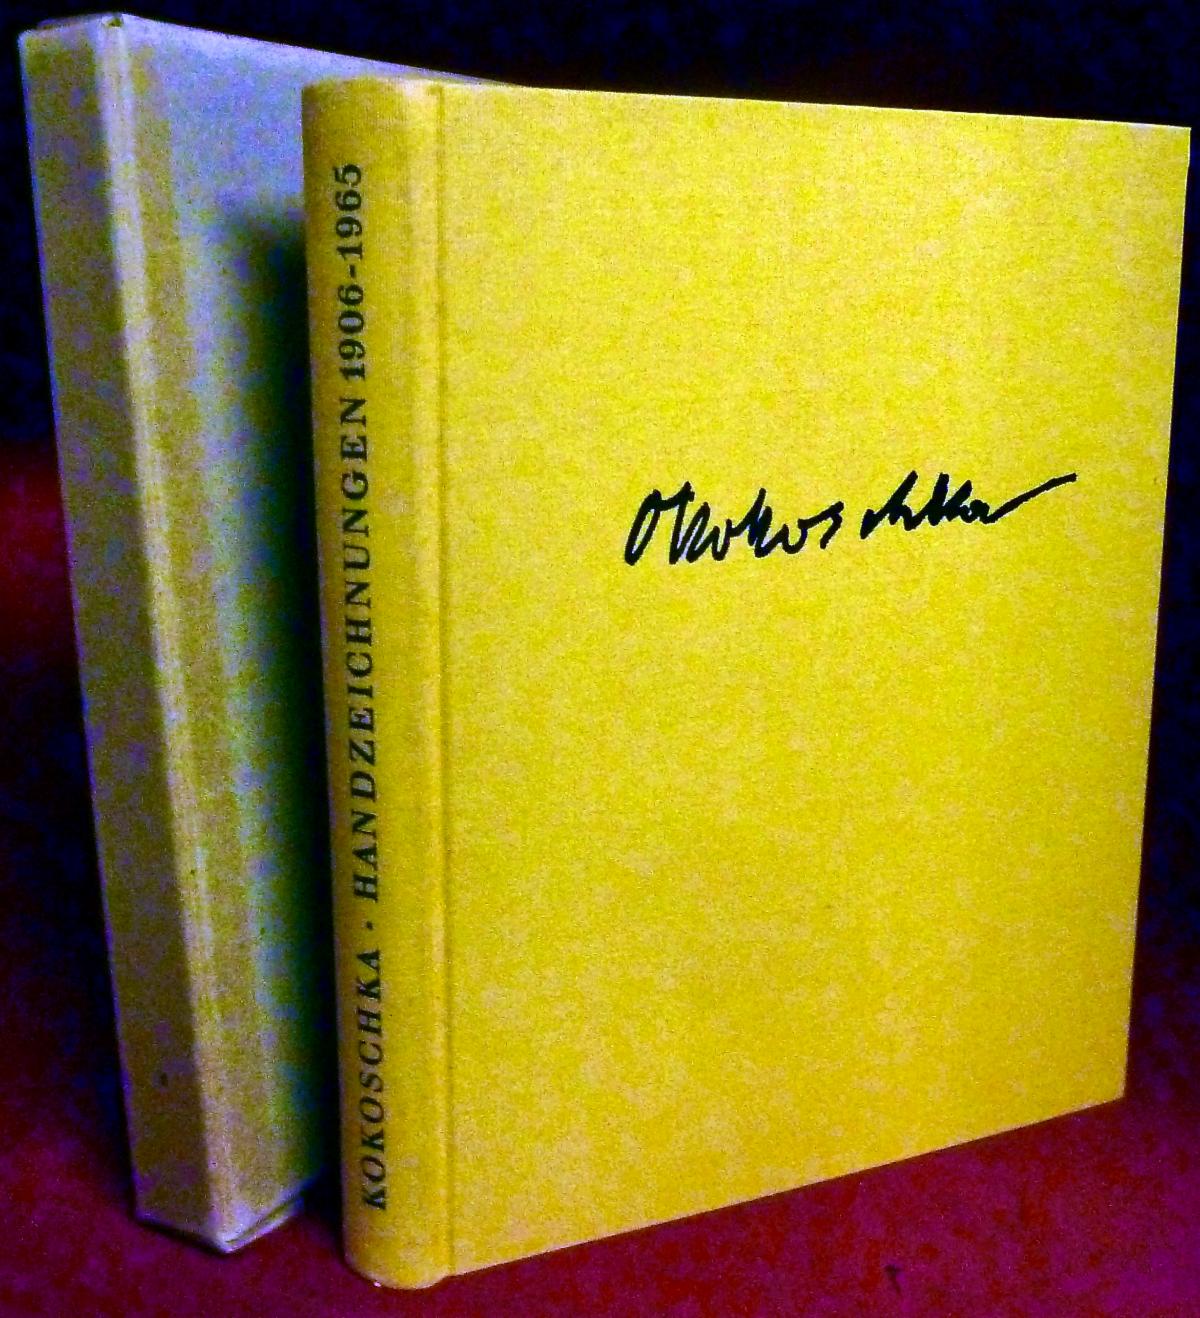 KOKOSCHKA · HANDZEICHNUNGEN 1906-1965
OKokoschka